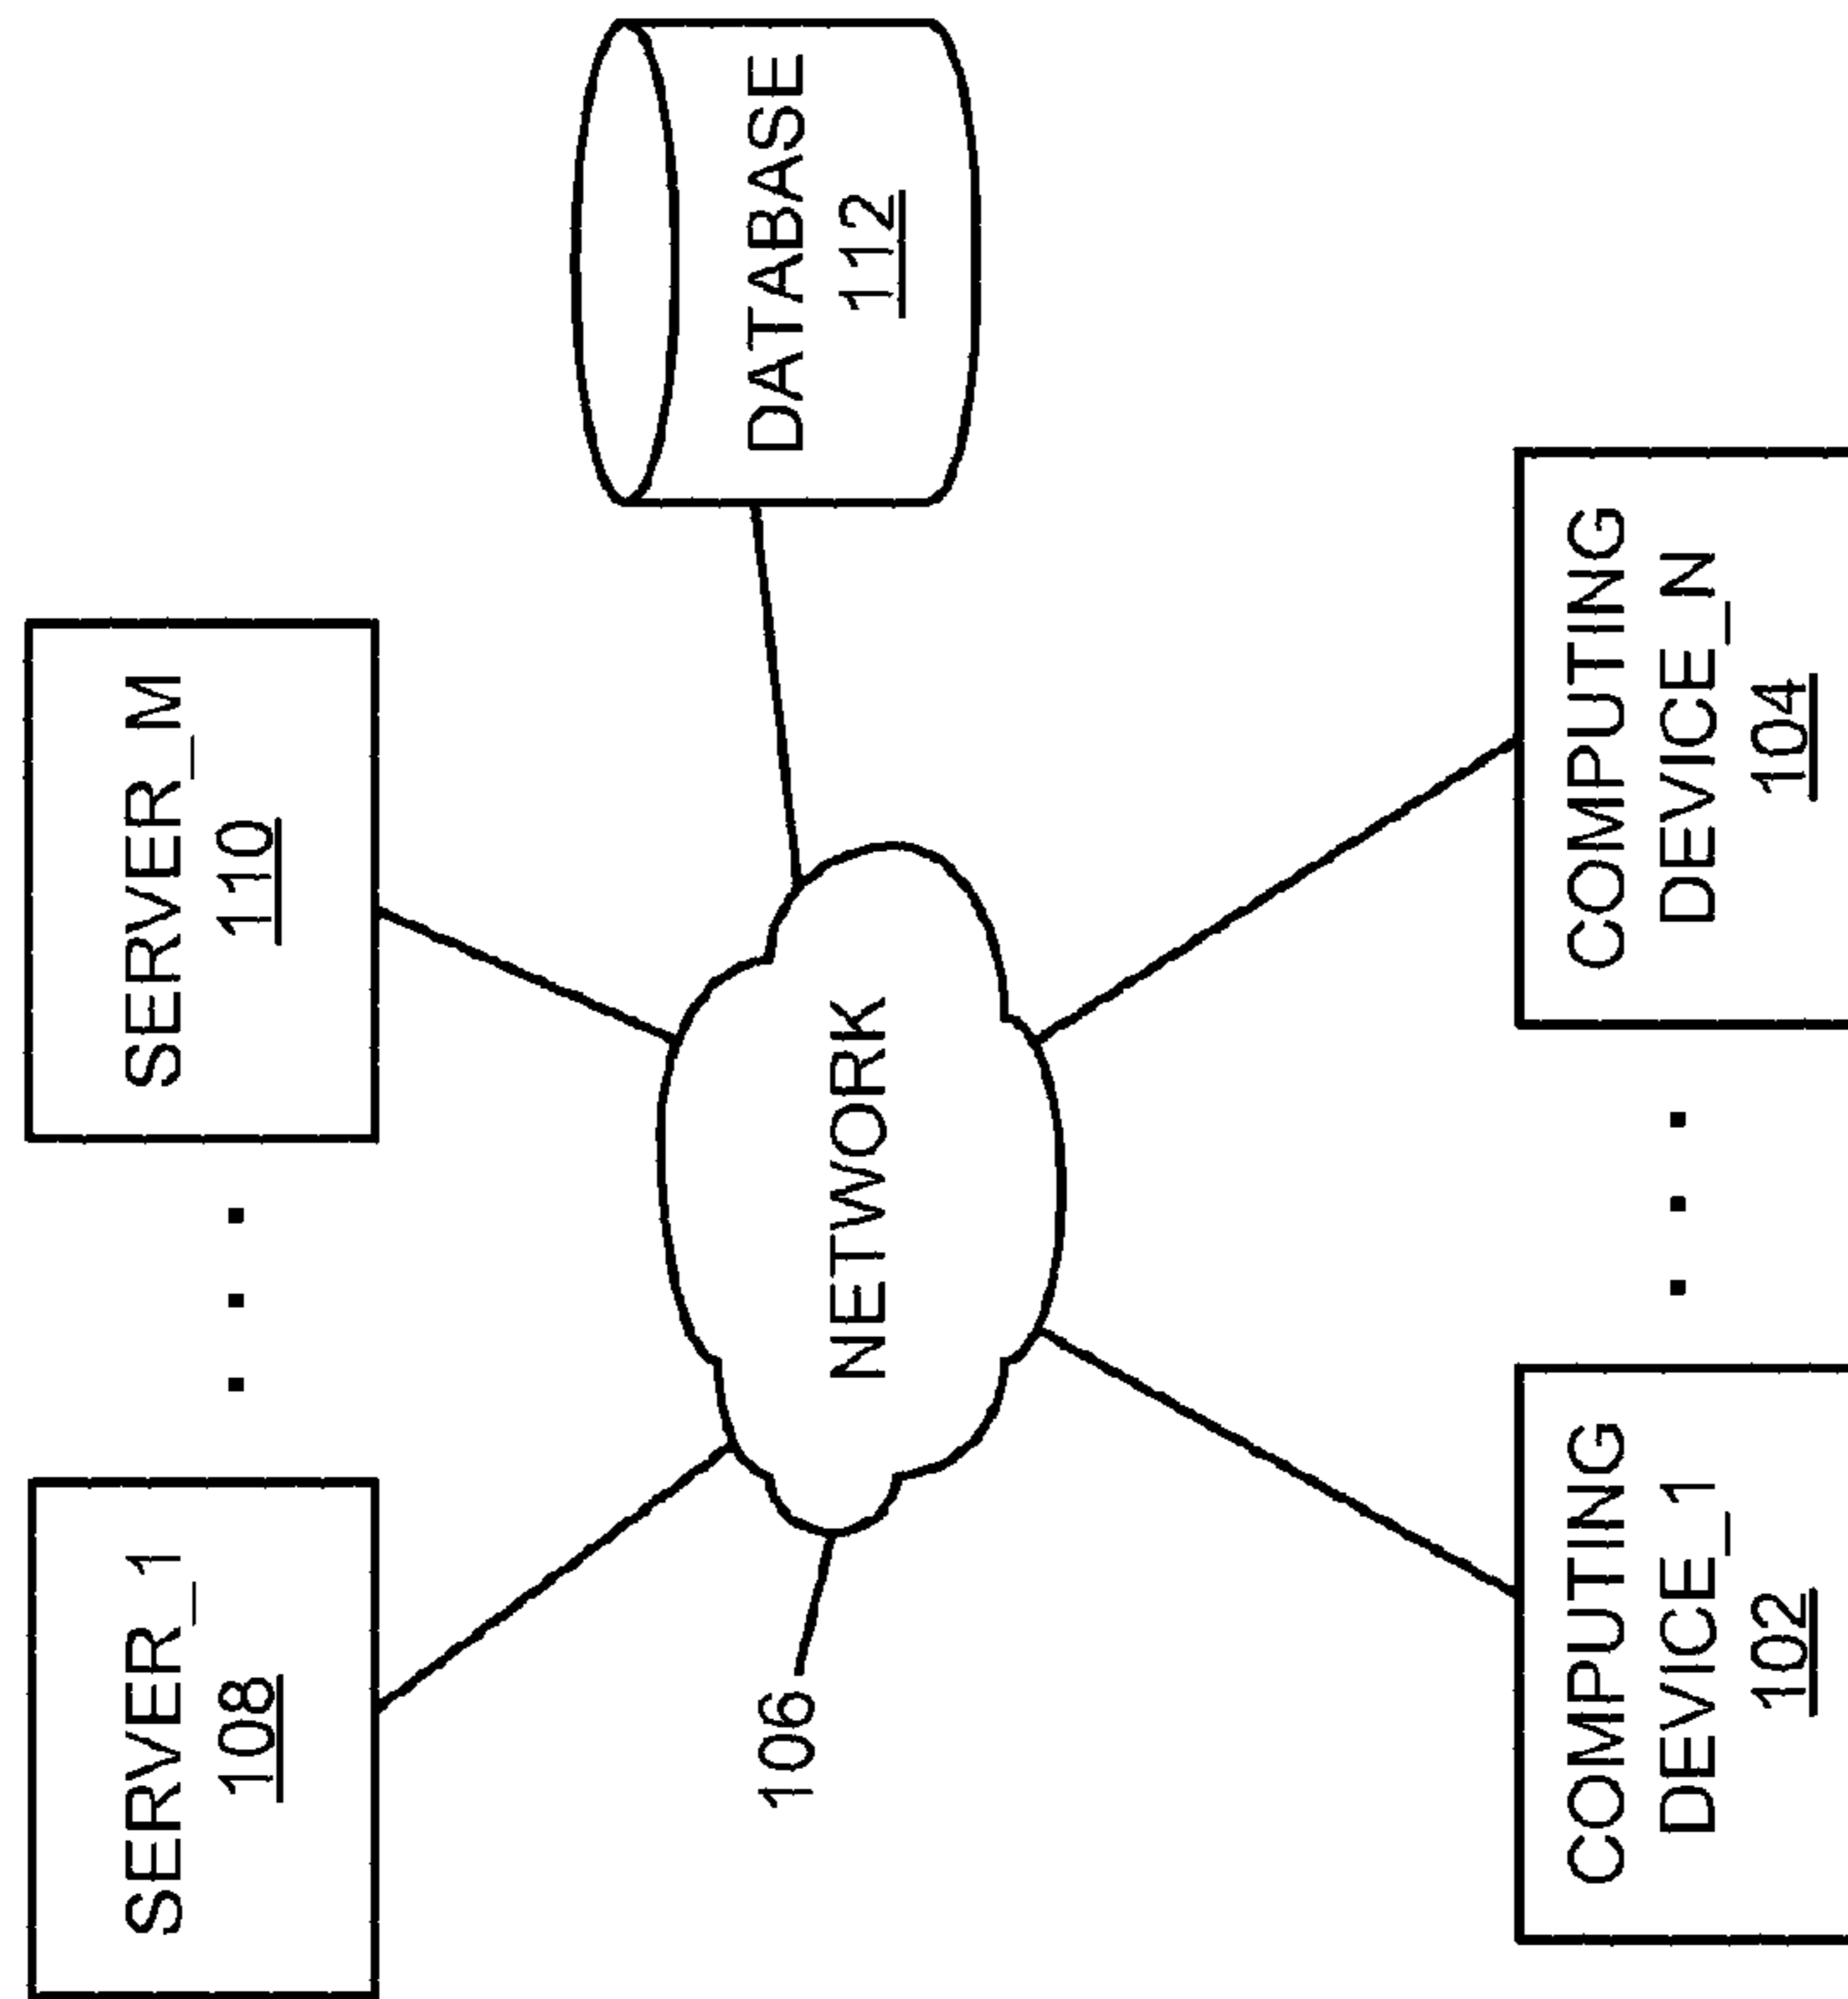 SERVER_1
108
SERVER_M
110
DATABASE
112
NETWORK
106
COMPUTING
DEVICE_1
102
COMPUTING
DEVICE_N
104